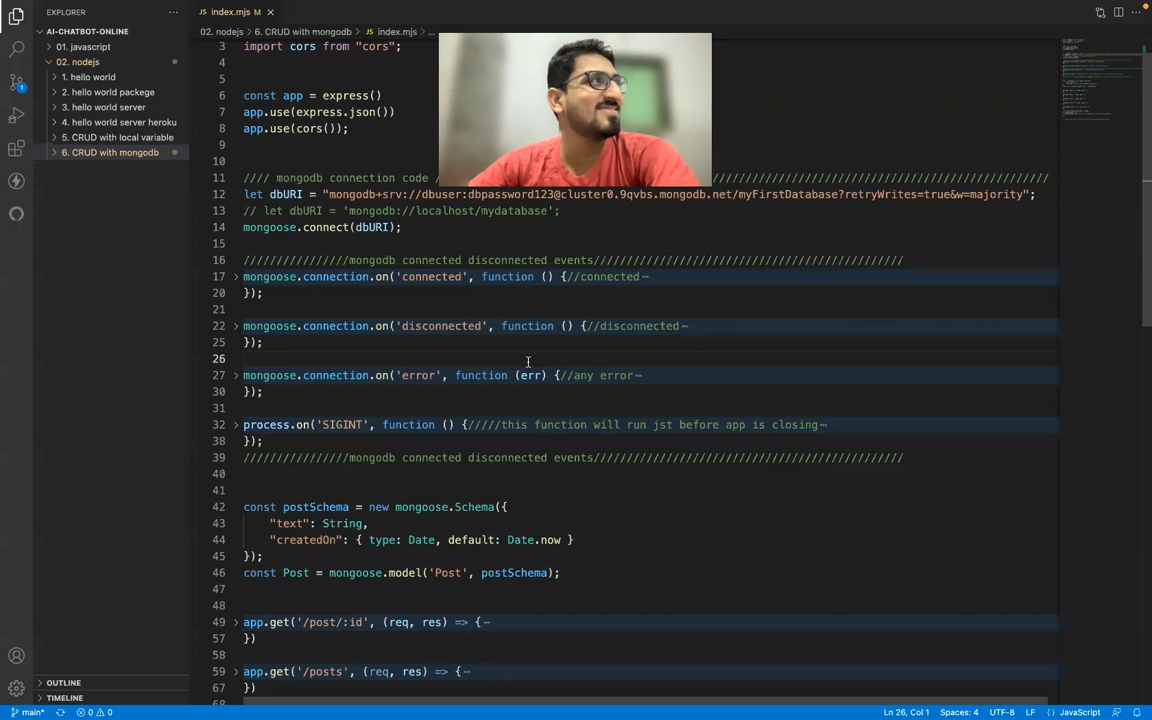 EXPLORER
index.mjs
AI-CHATBOT-ONLINE
01. javascript
02. nodejs
1. hello world
2. hello world packege
3. hello world server
4. hello world server heroku
5. CRUD with local variable
6. CRUD with mongodb
OUTLINE
TIMELINE
02. nodejs > 6. CRUD with mongodb > index.mjs > ...
3 import cors from "cors";
4
5
6 const app = express()
7 app.use(express.json())
8 app.use(cors());
9
10
11 //// mongodb connection code /////////////////////////////////////////////////////
12 let dbURI = "mongodb+srv://dbuser:dbpassword123@cluster0.9qvbs.mongodb.net/myFirstDatabase?retryWrites=true&w=majority";
13 // let dbURI = 'mongodb://localhost/mydatabase';
14 mongoose.connect(dbURI);
15
16 ////////////////mongodb connected disconnected events///////////////////////////////////////////////
17 mongoose.connection.on('connected', function () {//connected…
20 });
21
22 mongoose.connection.on('disconnected', function () {//disconnected…
25 });
26
27 mongoose.connection.on('error', function (err) {//any error…
30 });
31
32 process.on('SIGINT', function () {/////this function will run jst before app is closing…
38 });
39 ////////////////mongodb connected disconnected events///////////////////////////////////////////////
40
41
42 const postSchema = new mongoose.Schema({
43 "text": String,
44 "createdOn": { type: Date, default: Date.now }
45 });
46 const Post = mongoose.model('Post', postSchema);
47
48
49 app.get('/post/:id', (req, res) => {…
57 })
58
59 app.get('/posts', (req, res) => {…
67 })
68
main* 0 0 Ln 26, Col 1 Spaces: 4 UTF-8 LF {} JavaScript